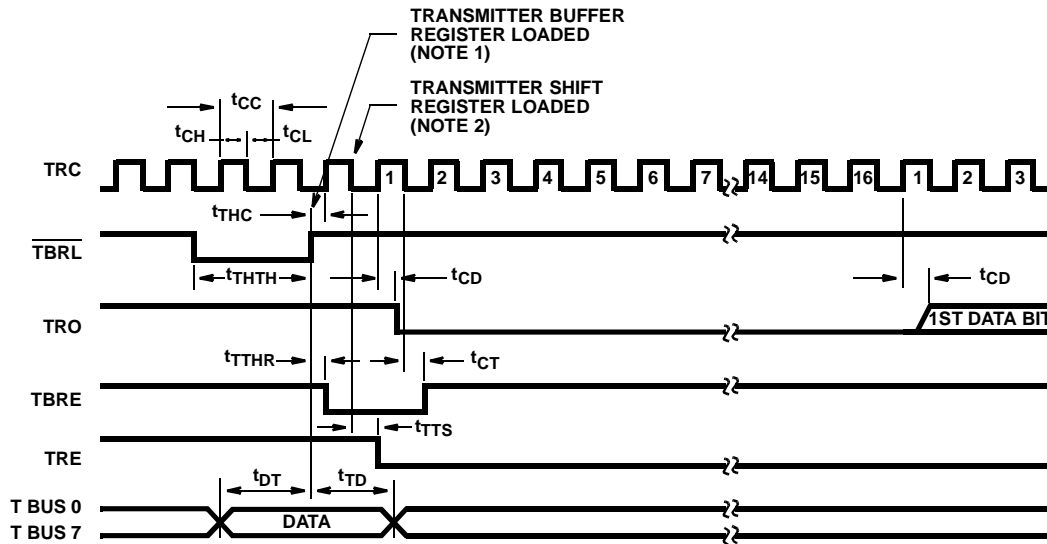 TRANSMITTER BUFFER
REGISTER LOADED
(NOTE 1)
TRANSMITTER SHIFT
REGISTER LOADED
(NOTE 2)
tCC
tCH
tCL
TRC
1 2 3 4 5 6 7 14 15 16 1 2 3
tTHC
TBRL
tTHTH
tCD
tCD
TRO
1ST DATA BIT
tTTHR
tCT
TBRE
tTTS
TRE
tDT
tTD
T BUS 0
DATA
T BUS 7